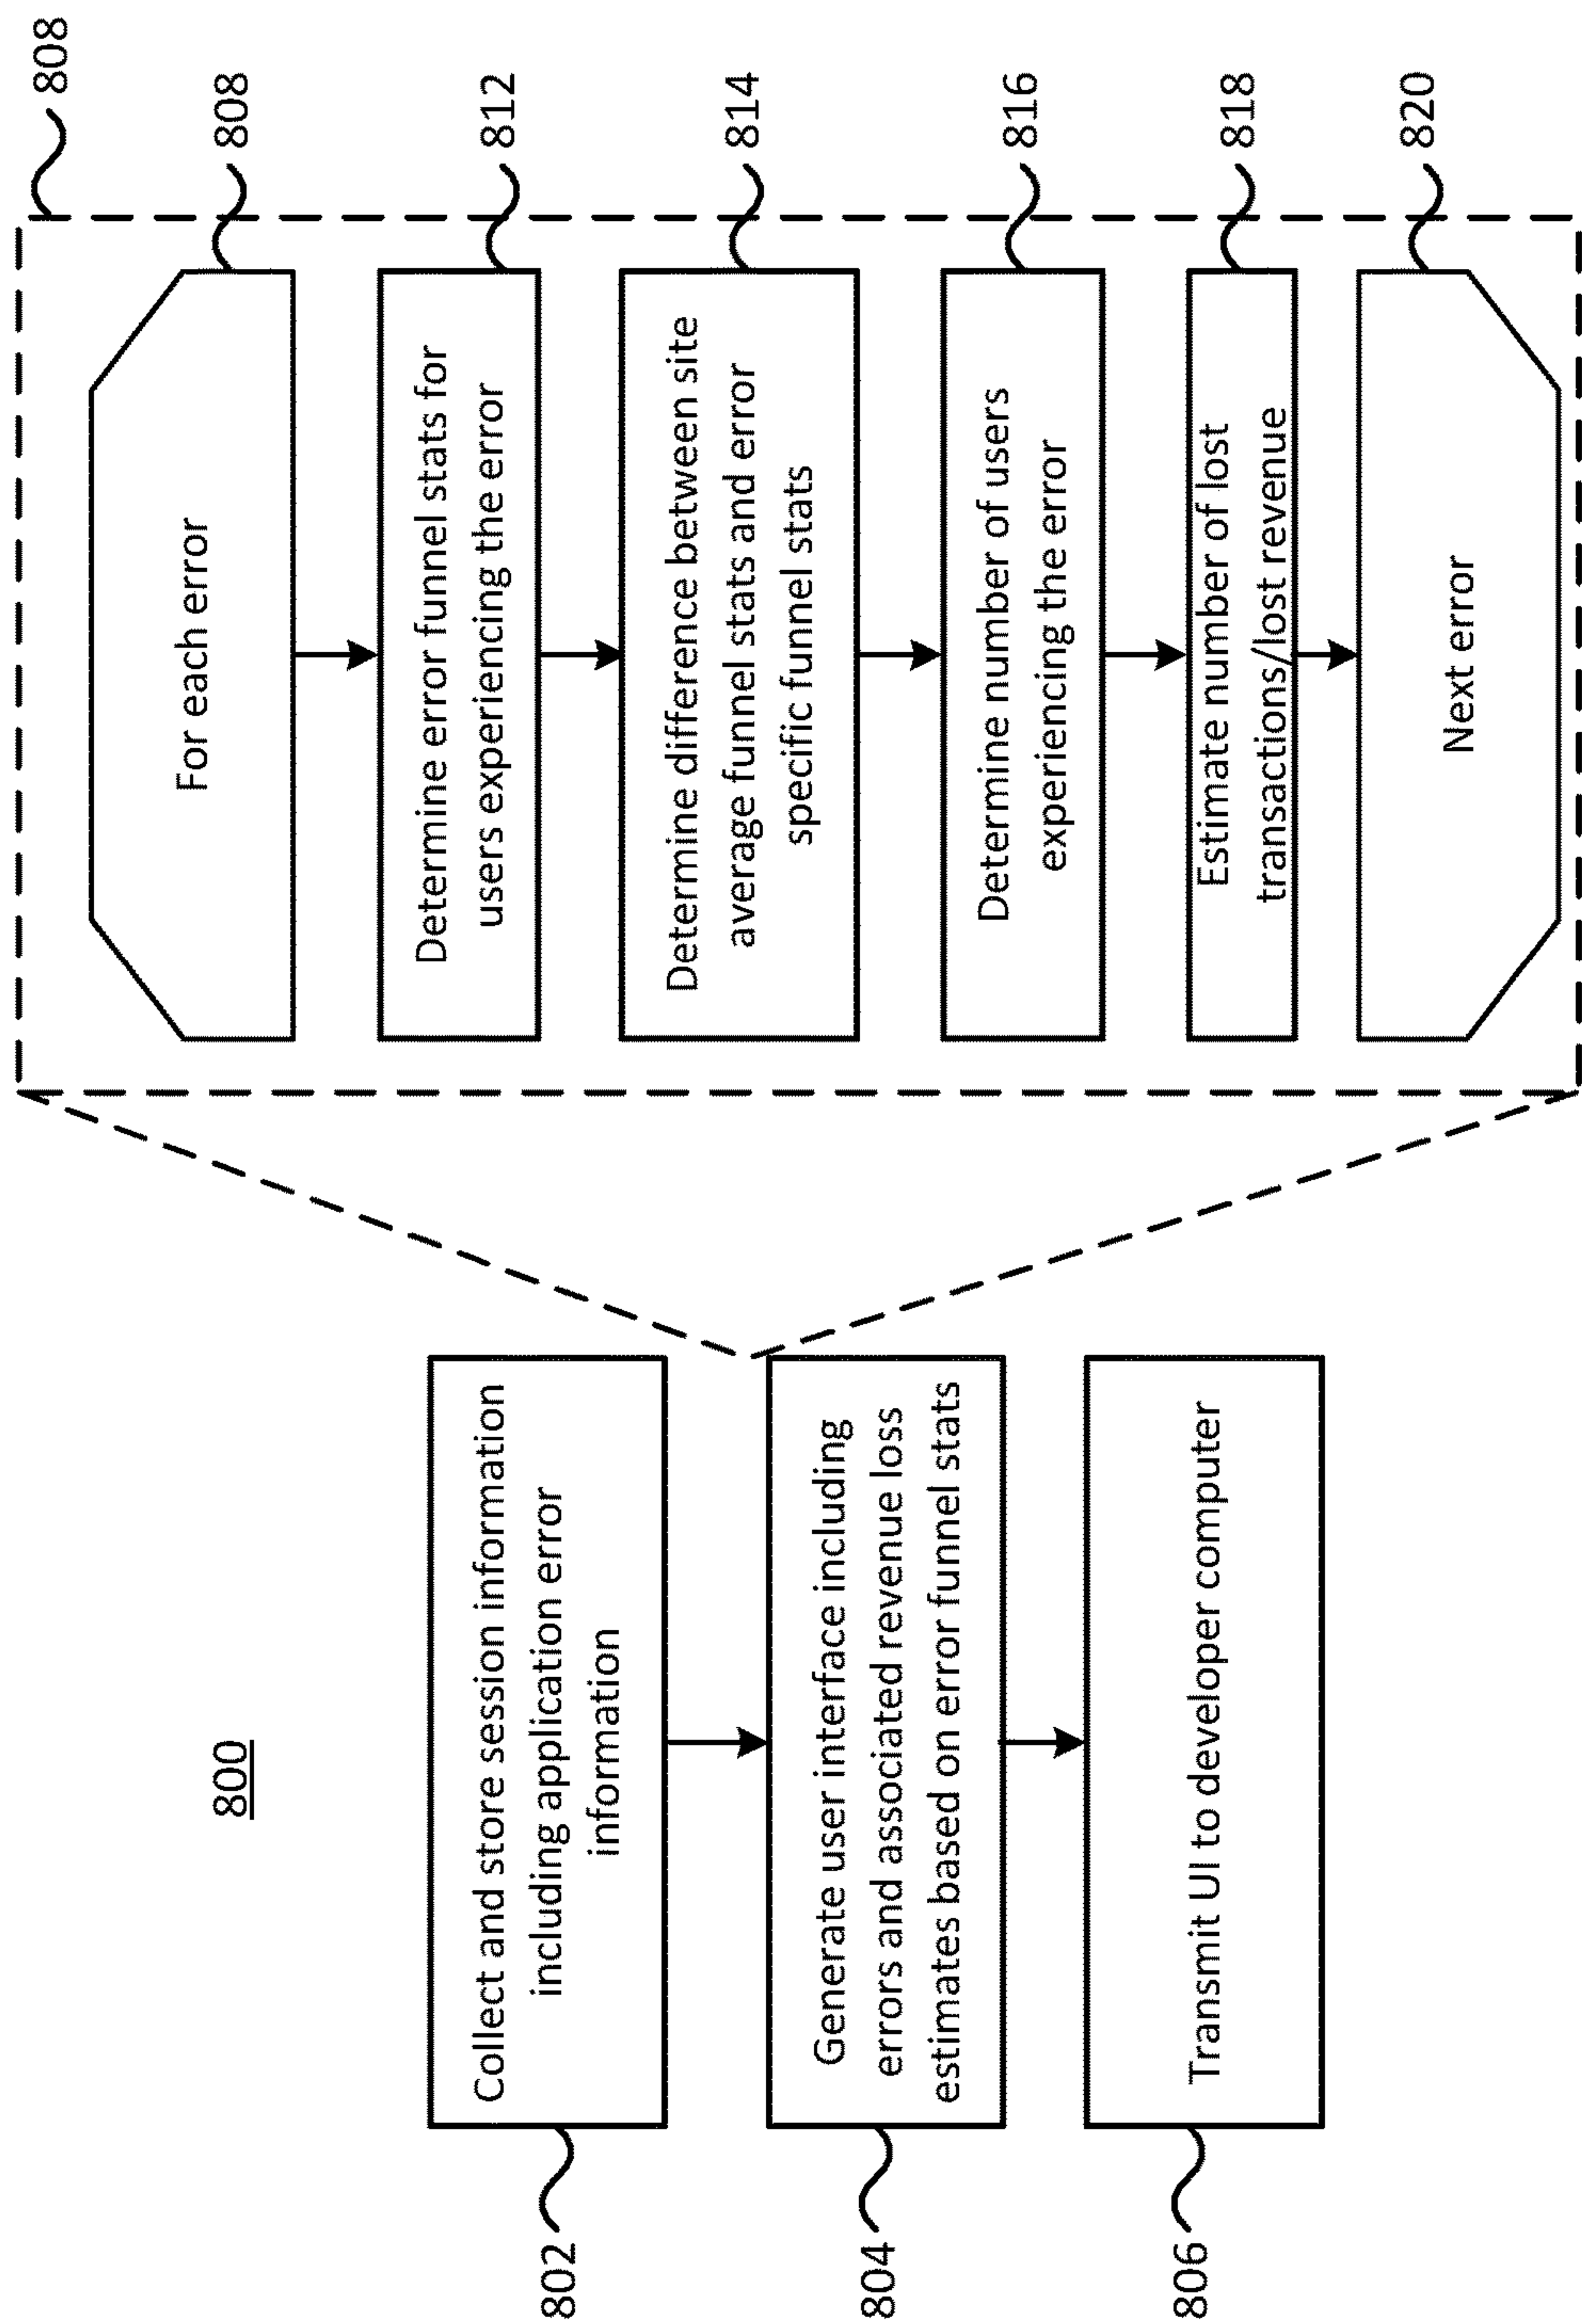 800
802
Collect and store session information
including application error
information
804
Generate user interface including
errors and associated revenue loss
estimates based on error funnel stats
806
Transmit UI to developer computer
808
For each error
808
Determine error funnel stats for
users experiencing the error
812
Determine difference between site
average funnel stats and error
specific funnel stats
814
Determine number of users
experiencing the error
816
Estimate number of lost
transactions/lost revenue
818
Next error
820